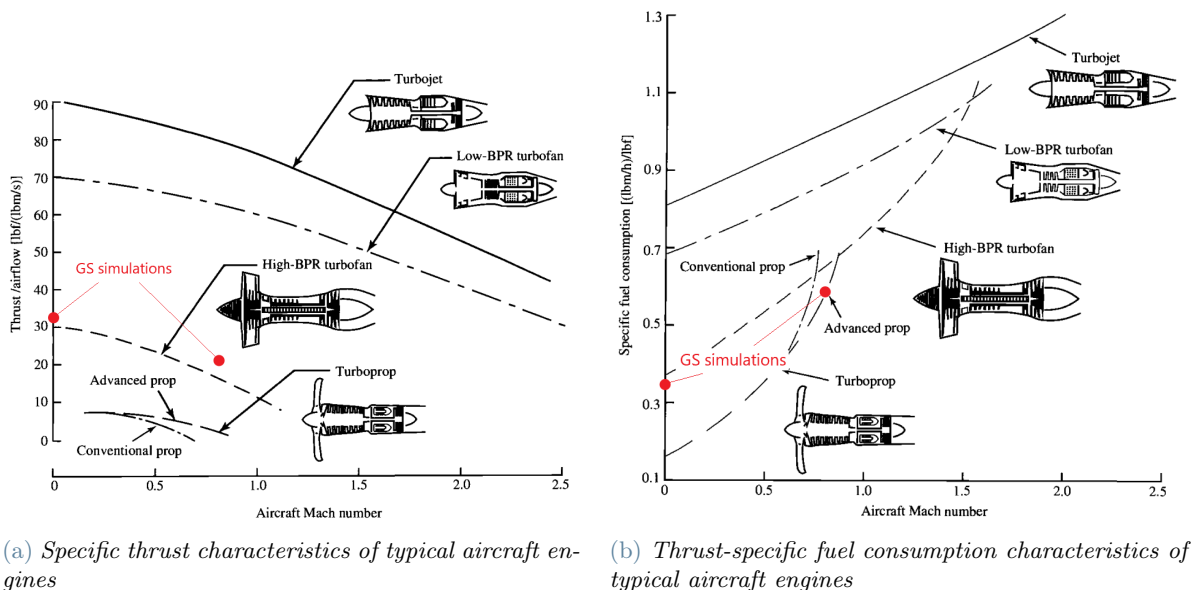 Thrust /airflow [lbf/(lbm/s)]
90
80
70
60
50
40
30
20
10
0
0
0.5
1.0
1.5
2.0
2.5
Aircraft Mach number
Turbojet
Low-BPR turbofan
GS simulations
High-BPR turbofan
Advanced prop
Turboprop
Conventional prop
(a) Specific thrust characteristics of typical aircraft en-
gines
Specific fuel consumption [(lbm/h)/lbf]
1.3
1.1
0.9
0.7
0.5
0.3
0.1
0
0.5
1.0
1.5
2.0
2.5
Aircraft Mach number
Turbojet
Low-BPR turbofan
High-BPR turbofan
Conventional prop
Advanced prop
GS simulations
Turboprop
(b) Thrust-specific fuel consumption characteristics of
typical aircraft engines